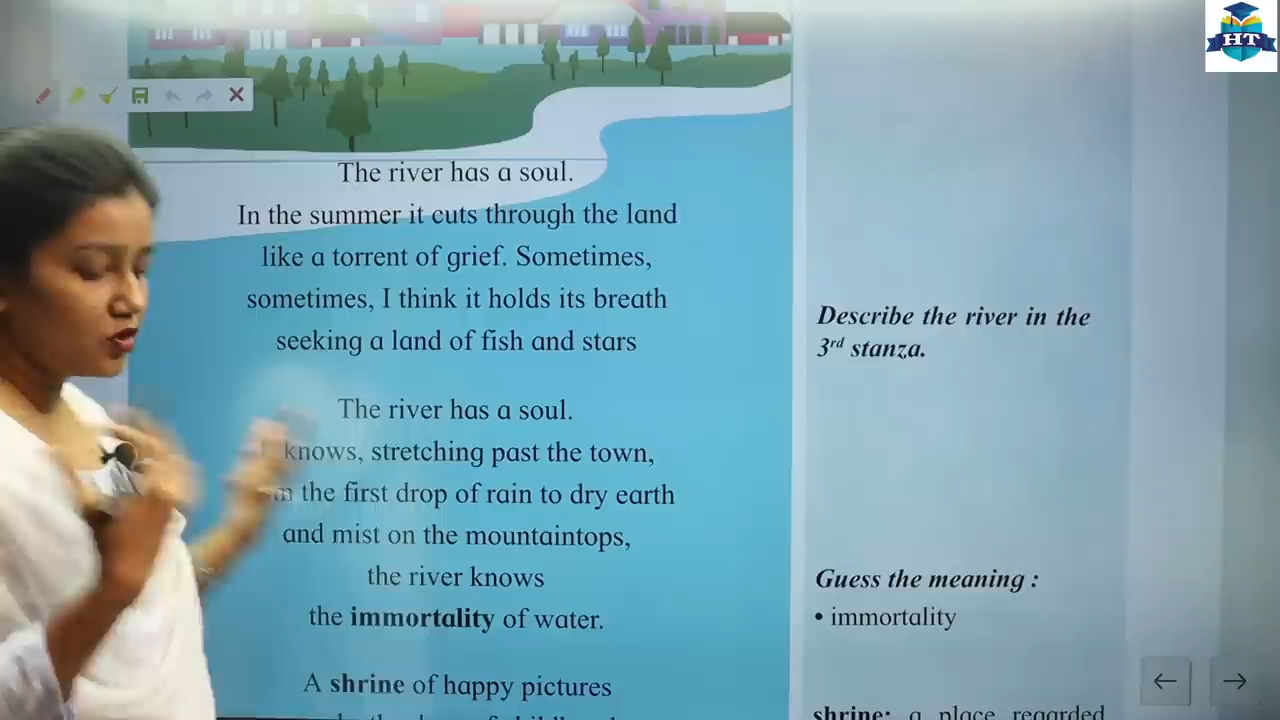 HT
The river has a soul.
In the summer it cuts through the land
like a torrent of grief. Sometimes,
sometimes, I think it holds its breath
seeking a land of fish and stars
The river has a soul.
knows, stretching past the town,
the first drop of rain to dry earth
and mist on the mountaintops,
the river knows
the immortality of water.
A shrine of happy pictures
Describe the river in the
3rd stanza.
Guess the meaning :
• immortality
shrine: a place regarded